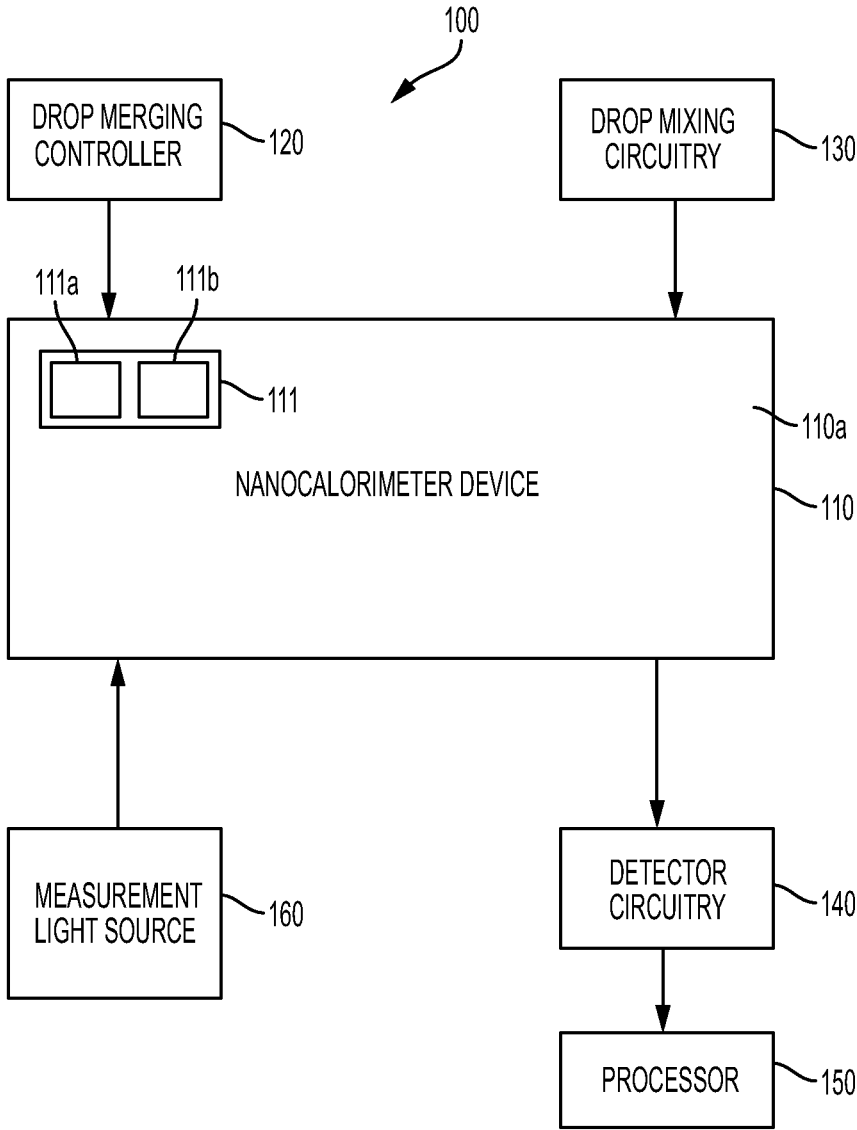 100
DROP MERGING
CONTROLLER
120
DROP MIXING
CIRCUITRY
130
111a
111b
111
110a
NANOCALORIMETER DEVICE
110
MEASUREMENT
LIGHT SOURCE
160
DETECTOR
CIRCUITRY
140
PROCESSOR
150